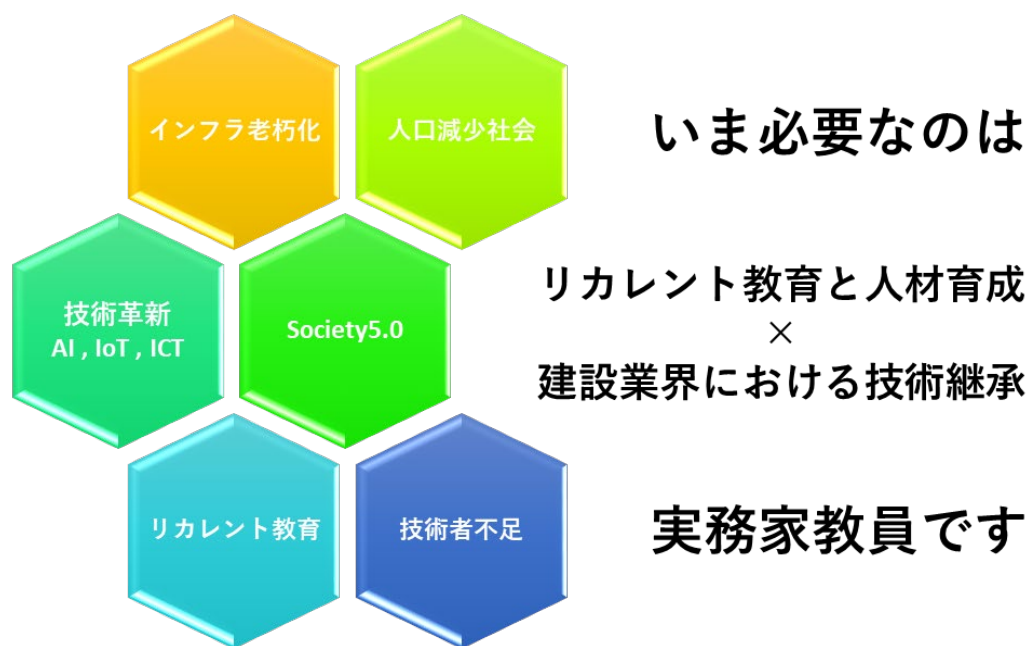 インフラ老朽化
人口減少社会
技術革新
AI , IoT , ICT
Society5.0
リカレント教育
技術者不足
いま必要なのは
リカレント教育と人材育成
×
建設業界における技術継承
実務家教員です